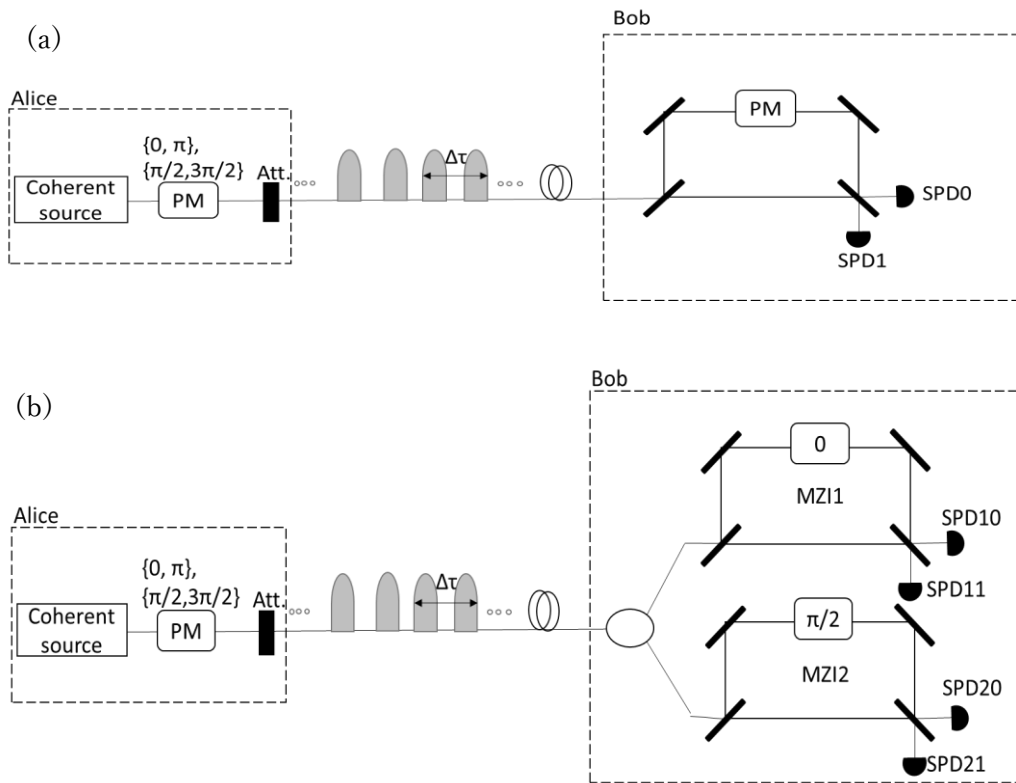 (a)
Bob
Alice
{0, π},
{π/2,3π/2}
Coherent
source
PM
Att.
Δτ
PM
SPD0
SPD1
(b)
Bob
Alice
{0, π},
{π/2,3π/2}
Coherent
source
PM
Att.
Δτ
0
MZI1
SPD10
SPD11
π/2
MZI2
SPD20
SPD21